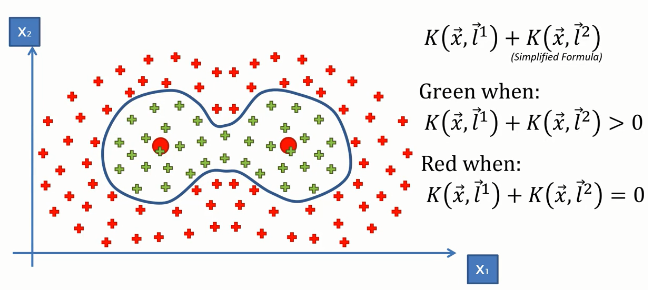 X₂
K(x⃗, l⃗¹) + K(x⃗, l⃗²)
(Simplified Formula)
Green when:
K(x⃗, l⃗¹) + K(x⃗, l⃗²) > 0
Red when:
K(x⃗, l⃗¹) + K(x⃗, l⃗²) = 0
X₁